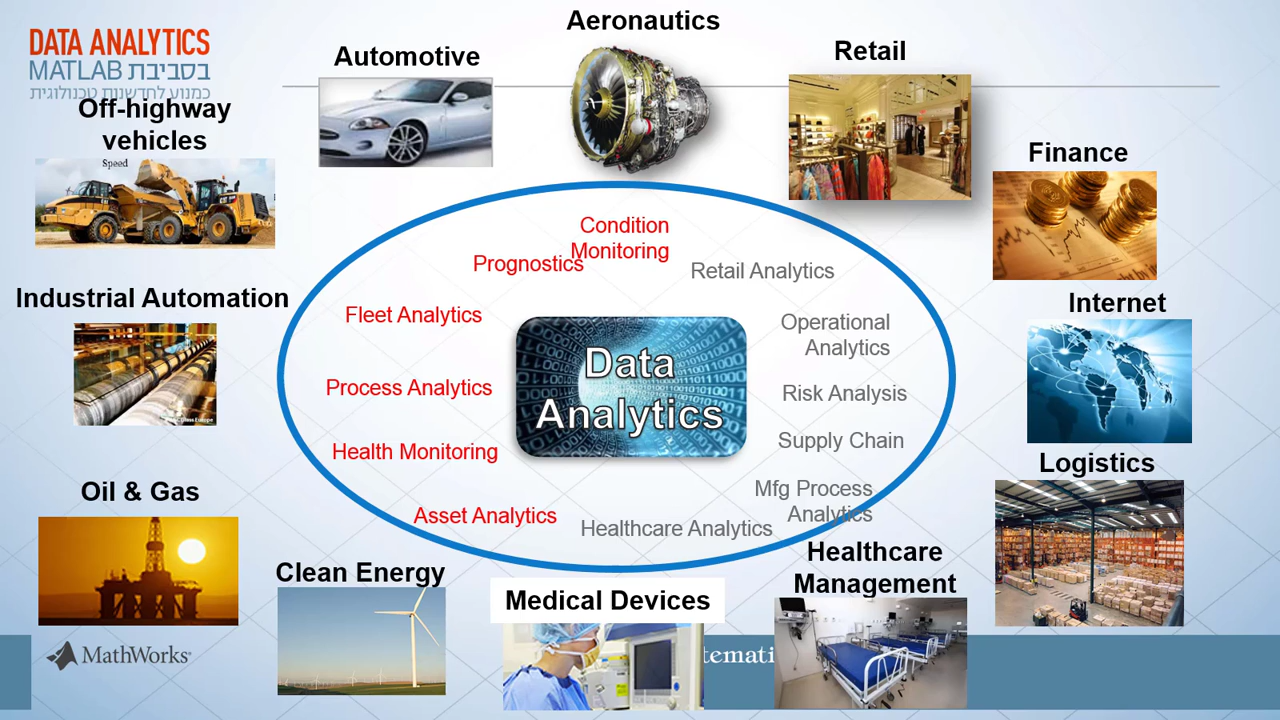 DATA ANALYTICS
בסביבת MATLAB
כמנוע לחדשנות טכנולוגית
Aeronautics
Automotive
Retail
Off-highway
vehicles
Speed
Finance
Condition
Monitoring
Prognostics
Retail Analytics
Industrial Automation
Internet
Fleet Analytics
Operational
Analytics
Data
Analytics
Process Analytics
Risk Analysis
Health Monitoring
Supply Chain
Logistics
Oil & Gas
Mfg Process
Analytics
Asset Analytics
Healthcare Analytics
Healthcare
Management
Clean Energy
Medical Devices
MathWorks
temati